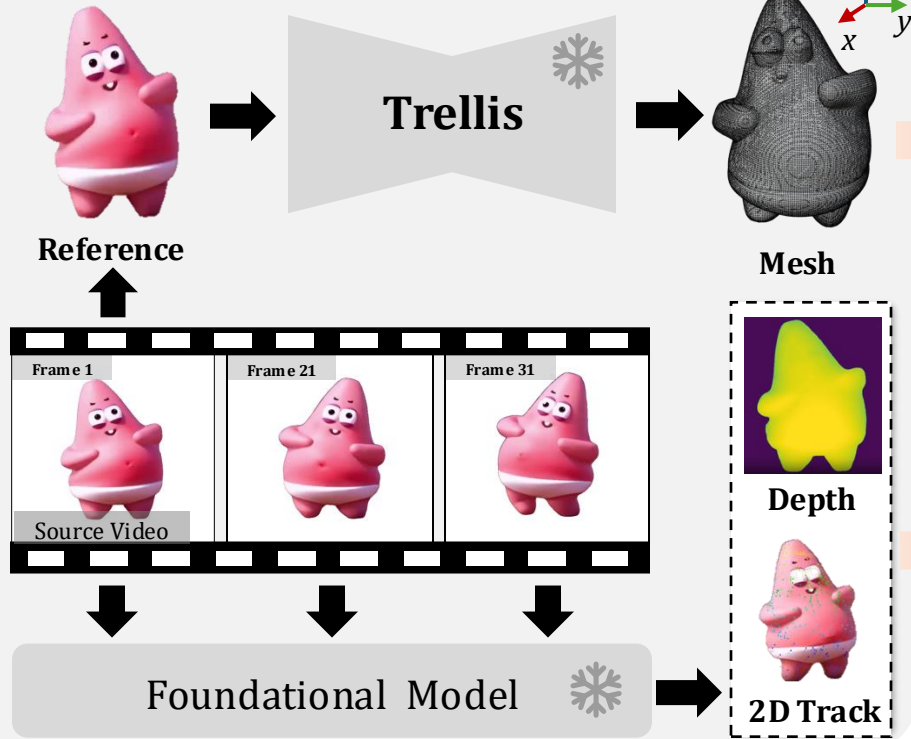 Trellis
x
y
Reference
Mesh
Frame 1
Frame 21
Frame 31
Source Video
Depth
Foundational Model
2D Track